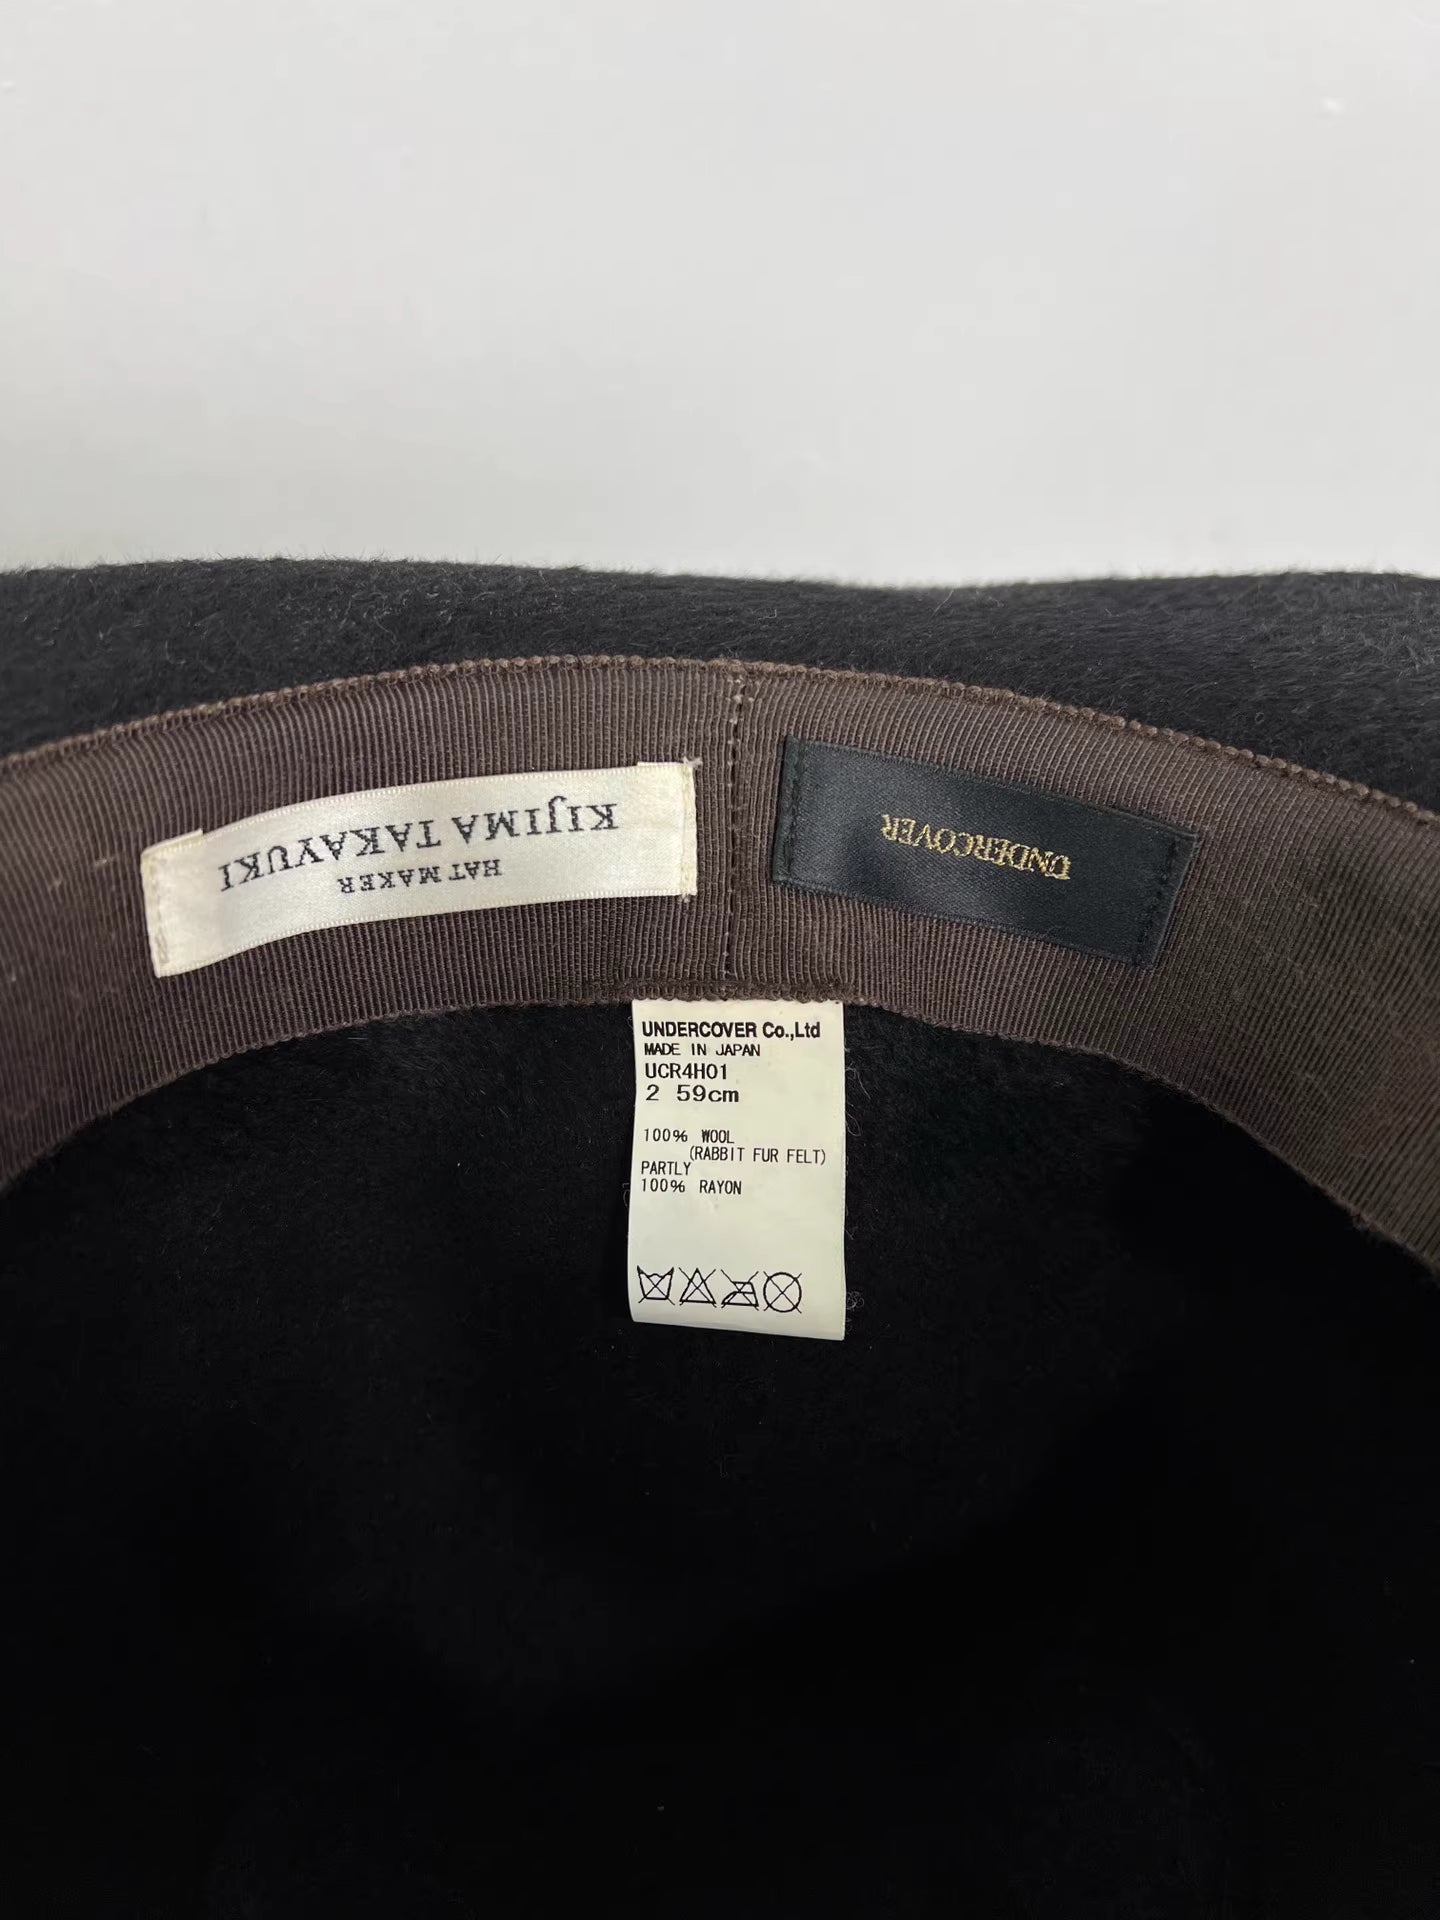 KIJIMA TAKAYUKI
HAT MAKER
UNDERCOVER
UNDERCOVER Co.,Ltd
MADE IN JAPAN
UCR4H01
2 59cm
100% WOOL
(RABBIT FUR FELT)
PARTLY
100% RAYON